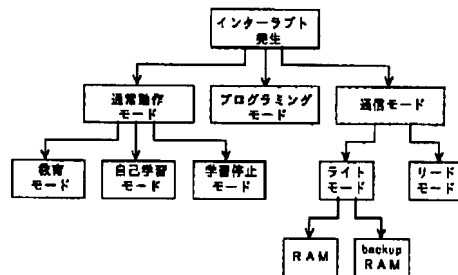 インターラプト
発生
通常動作
モード
プログラミング
モード
通信モード
教育
モード
自己学習
モード
学習停止
モード
ライト
モード
リード
モード
RAM
backup
RAM